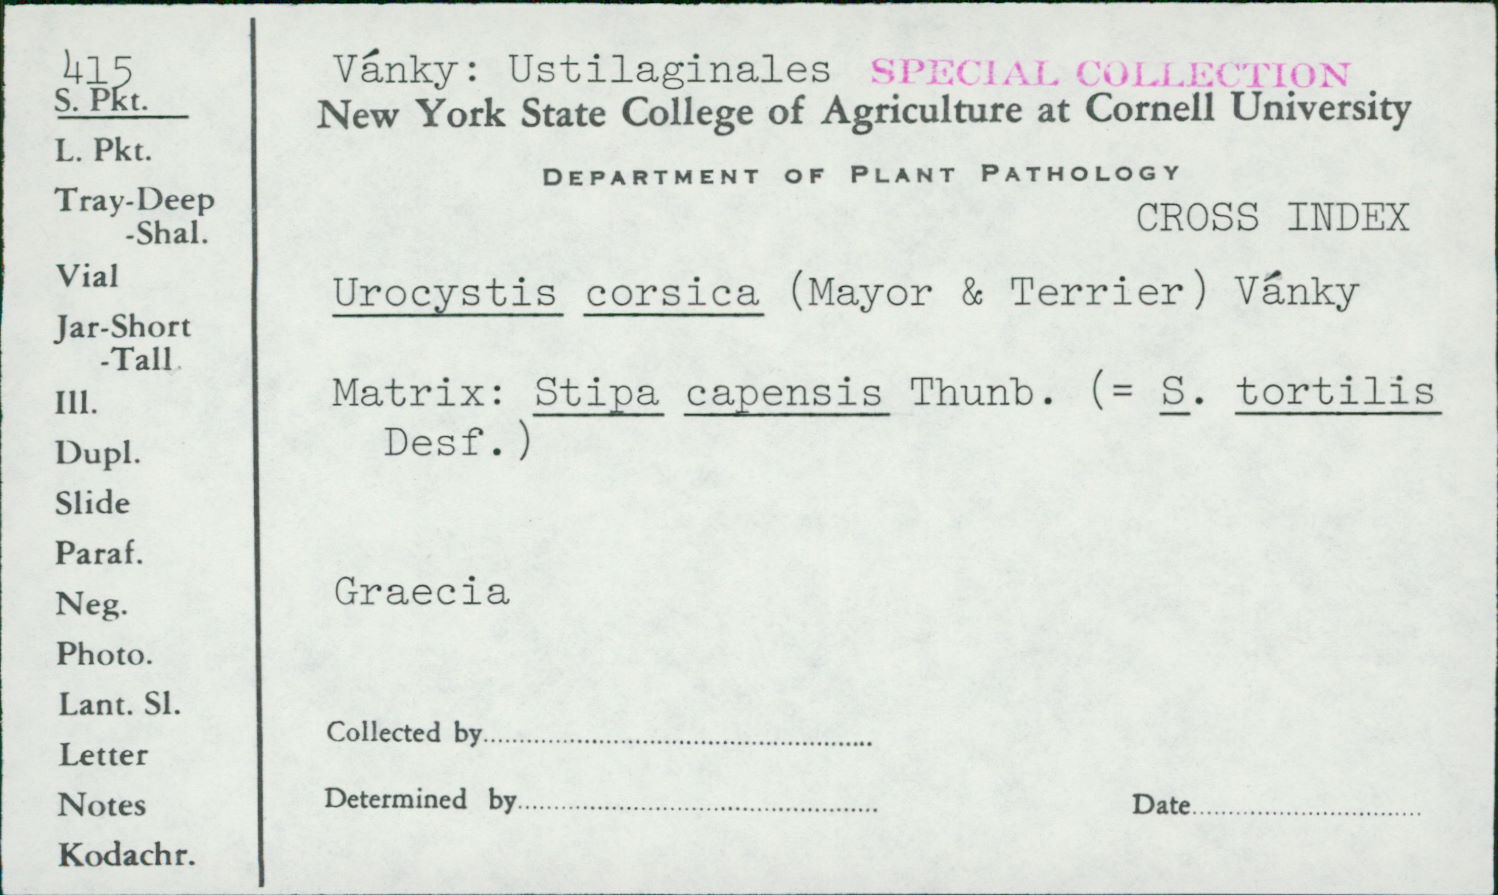 415
S. Pkt.
L. Pkt.
Tray-Deep
-Shal.
Vial
Jar-Short
-Tall
Ill.
Dupl.
Slide
Paraf.
Neg.
Photo.
Lant. Sl.
Letter
Notes
Kodachr.
Vánky: Ustilaginales SPECIAL COLLECTION
New York State College of Agriculture at Cornell University
DEPARTMENT OF PLANT PATHOLOGY
CROSS INDEX
Urocystis corsica (Mayor & Terrier) Vánky
Matrix: Stipa capensis Thunb. (= S. tortilis
Desf.)
Graecia
Collected by
Determined by
Date